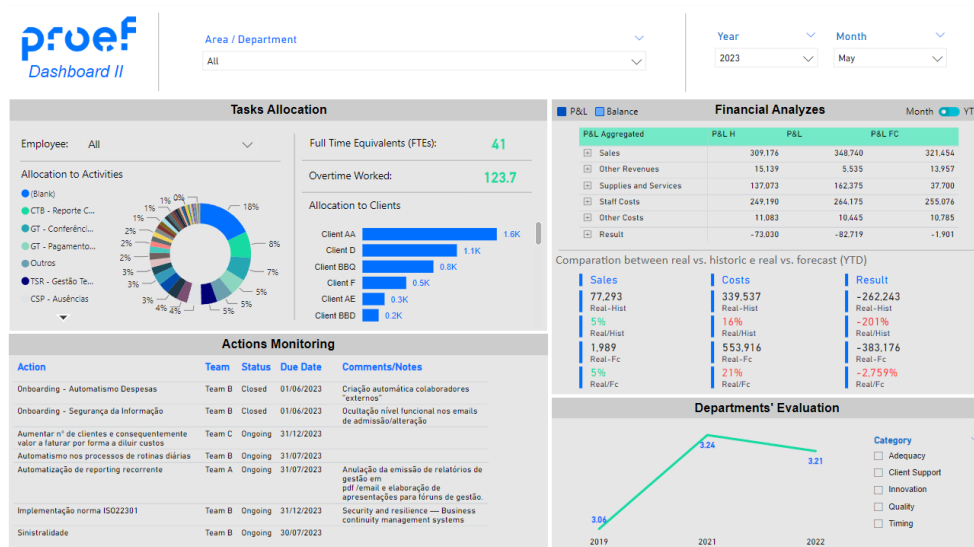 proef
Dashboard II
Area / Department
All
Year
2023
Month
May
Tasks Allocation
Employee: All
Allocation to Activities
(Blank)
CTB - Reporte C...
GT - Conferênci...
GT - Pagamento...
Outros
TSR - Gestão Te...
CSP - Ausências
18%
8%
7%
5%
5%
5%
4%
4%
3%
3%
3%
2%
2%
2%
1%
1%
1%
0%
Full Time Equivalents (FTEs): 41
Overtime Worked: 123.7
Allocation to Clients
Client AA 1.6K
Client D 1.1K
Client BBQ 0.8K
Client F 0.5K
Client AE 0.3K
Client BBD 0.2K
Actions Monitoring
Action Team Status Due Date Comments/Notes
Onboarding - Automatismo Despesas Team B Closed 01/06/2023 Criação automática colaboradores
"externos"
Onboarding - Segurança da Informação Team B Closed 01/06/2023 Ocultação nível funcional nos emails
de admissão/alteração
Aumentar nº de clientes e consequentemente Team C Ongoing 31/12/2023
valor a faturar por forma a diluir custos
Automatismo nos processos de rotinas diárias Team B Ongoing 31/07/2023
Automatização de reporting recorrente Team A Ongoing 31/07/2023 Anulação da emissão de relatórios de
gestão em
pdf /email e elaboração de
apresentações para fóruns de gestão.
Implementação norma ISO22301 Team B Ongoing 31/12/2023 Security and resilience — Business
continuity management systems
Sinistralidade Team B Ongoing 30/07/2023
P&L Balance
Financial Analyzes
Month YT
P&L Aggregated P&L H P&L P&L FC
Sales 309,176 348,740 321,454
Other Revenues 15,139 5,535 13,957
Supplies and Services 137,073 162,375 37,700
Staff Costs 249,190 264,175 255,076
Other Costs 11,083 10,445 10,785
Result -73,030 -82,719 -1,901
Comparation between real vs. historic e real vs. forecast (YTD)
Sales
77,293
Real-Hist
5%
Real/Hist
1,989
Real-Fc
5%
Real/Fc
Costs
339,537
Real-Hist
16%
Real/Hist
553,916
Real-Fc
21%
Real/Fc
Result
-262,243
Real-Hist
-201%
Real/Hist
-383,176
Real-Fc
-2,759%
Real/Fc
Departments' Evaluation
3.06
3.24
3.21
2019
2021
2022
Category
Adequacy
Client Support
Innovation
Quality
Timing